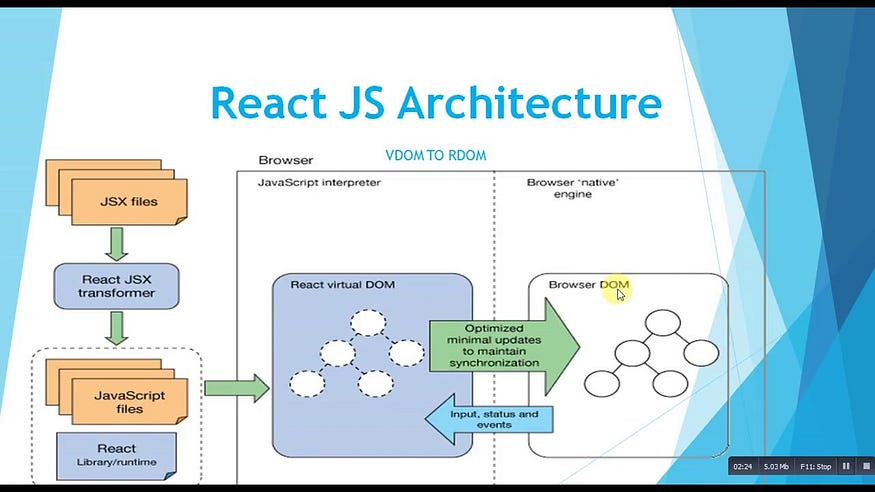 React JS Architecture
VDOM TO RDOM
Browser
JavaScript interpreter
Browser ‘native’
engine
JSX files
React JSX
transformer
JavaScript
files
React
Library/runtime
React virtual DOM
Optimized
minimal updates
to maintain
synchronization
Input, status and
events
Browser DOM
02:24 5.03 Mb F11: Stop